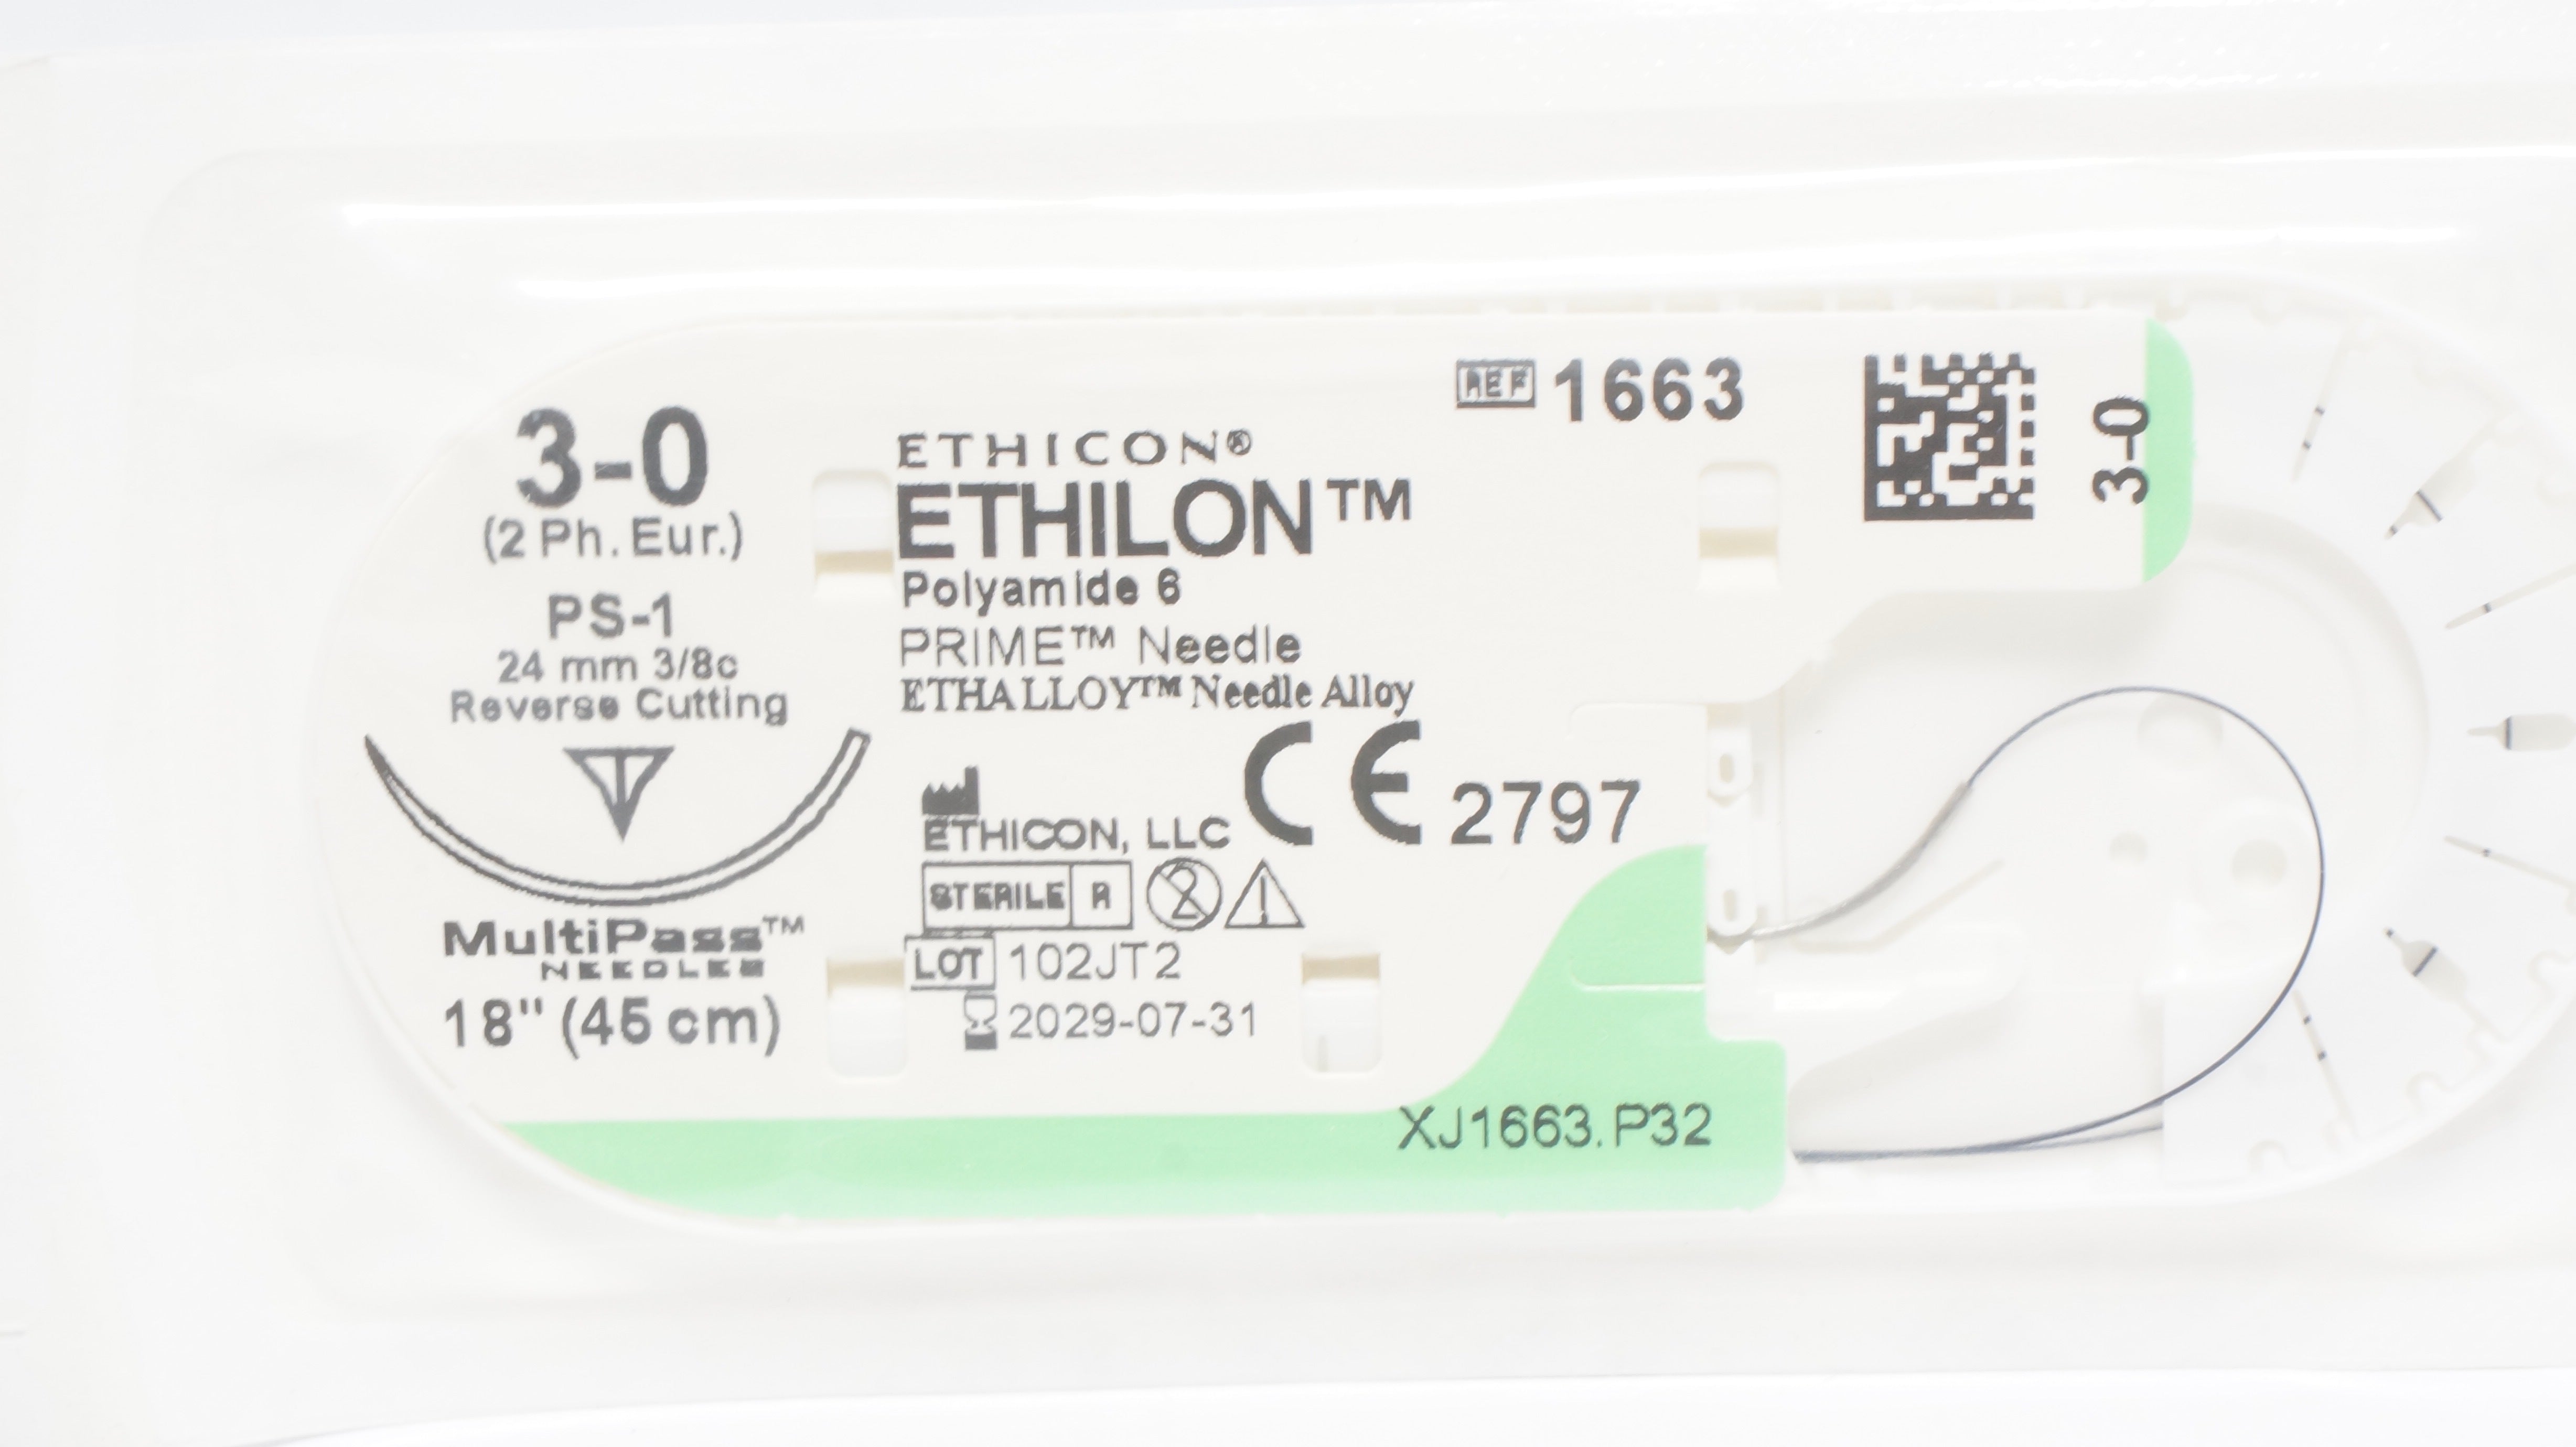 3-0
(2 Ph. Eur.)
PS-1
24 mm 3/8c
Reverse Cutting
MultiPass™
NEEDLES
18" (45 cm)
REF 1663
ETHICON®
ETHILON™
Polyamide 6
PRIME™ Needle
ETHALLOY™ Needle Alloy
CE 2797
ETHICON, LLC
STERILE R 2
LOT 102JT2
2029-07-31
XJ1663.P32
3-0